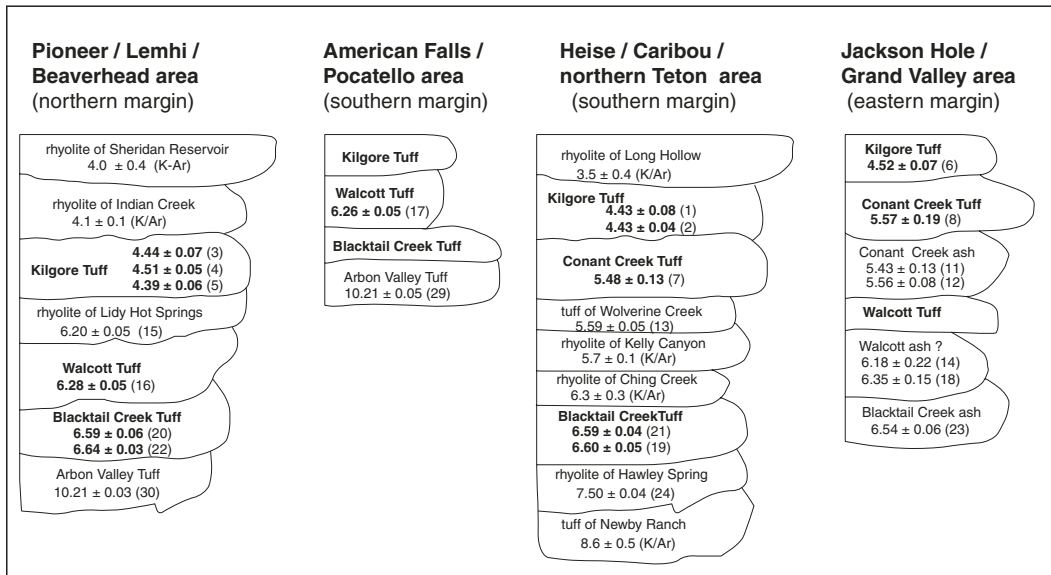 Pioneer / Lemhi /
Beaverhead area
(northern margin)
rhyolite of Sheridan Reservoir
4.0 ± 0.4 (K-Ar)
rhyolite of Indian Creek
4.1 ± 0.1 (K/Ar)
Kilgore Tuff
4.44 ± 0.07 (3)
4.51 ± 0.05 (4)
4.39 ± 0.06 (5)
rhyolite of Lidy Hot Springs
6.20 ± 0.05 (15)
Walcott Tuff
6.28 ± 0.05 (16)
Blacktail Creek Tuff
6.59 ± 0.06 (20)
6.64 ± 0.03 (22)
Arbon Valley Tuff
10.21 ± 0.03 (30)
American Falls /
Pocatello area
(southern margin)
Kilgore Tuff
Walcott Tuff
6.26 ± 0.05 (17)
Blacktail Creek Tuff
Arbon Valley Tuff
10.21 ± 0.05 (29)
Heise / Caribou /
northern Teton area
(southern margin)
rhyolite of Long Hollow
3.5 ± 0.4 (K/Ar)
Kilgore Tuff
4.43 ± 0.08 (1)
4.43 ± 0.04 (2)
Conant Creek Tuff
5.48 ± 0.13 (7)
tuff of Wolverine Creek
5.59 ± 0.05 (13)
rhyolite of Kelly Canyon
5.7 ± 0.1 (K/Ar)
rhyolite of Ching Creek
6.3 ± 0.3 (K/Ar)
Blacktail CreekTuff
6.59 ± 0.04 (21)
6.60 ± 0.05 (19)
rhyolite of Hawley Spring
7.50 ± 0.04 (24)
tuff of Newby Ranch
8.6 ± 0.5 (K/Ar)
Jackson Hole /
Grand Valley area
(eastern margin)
Kilgore Tuff
4.52 ± 0.07 (6)
Conant Creek Tuff
5.57 ± 0.19 (8)
Conant Creek ash
5.43 ± 0.13 (11)
5.56 ± 0.08 (12)
Walcott Tuff
Walcott ash ?
6.18 ± 0.22 (14)
6.35 ± 0.15 (18)
Blacktail Creek ash
6.54 ± 0.06 (23)